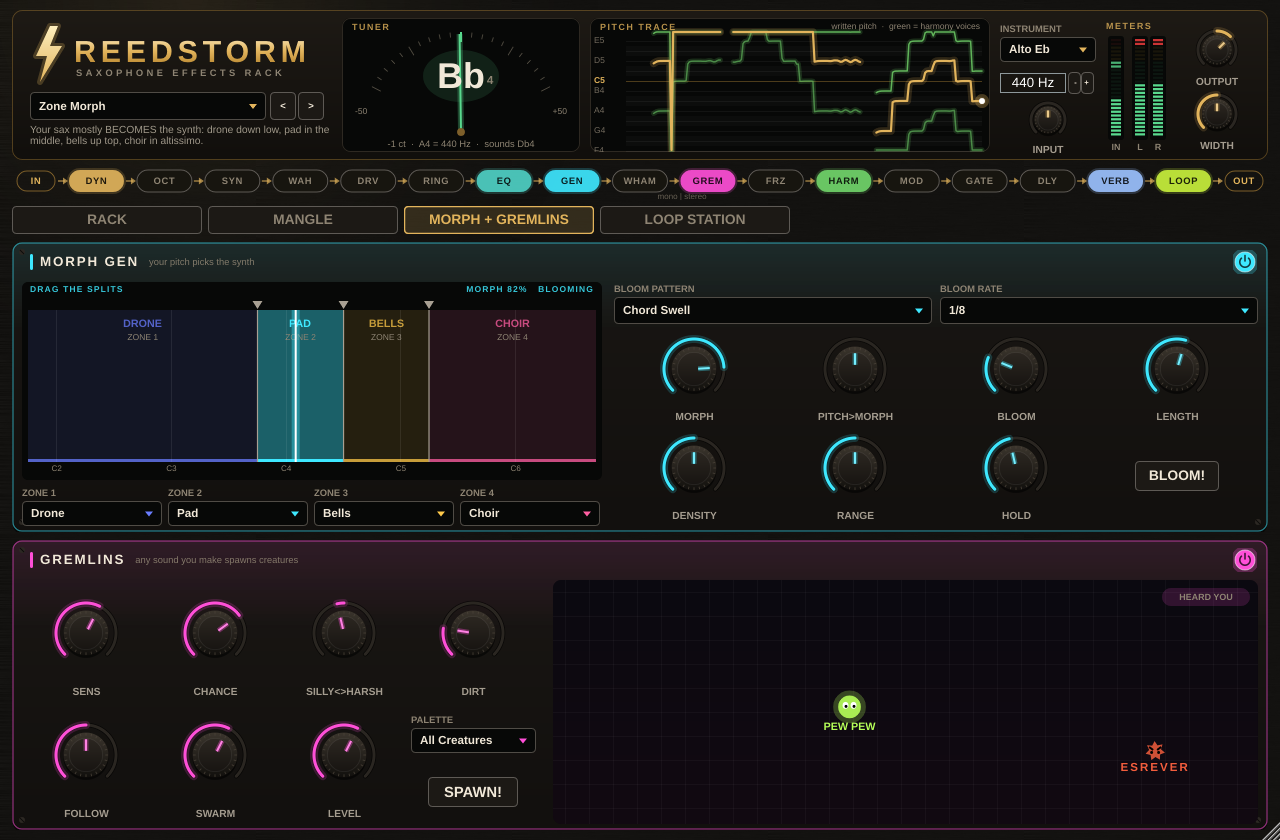 REEDSTORM
SAXOPHONE EFFECTS RACK
Zone Morph
<
>
Your sax mostly BECOMES the synth: drone down low, pad in the
middle, bells up top, choir in altissimo.
TUNER
Bb4
-50
+50
-1 ct · A4 = 440 Hz · sounds Db4
PITCH TRACE
written pitch · green = harmony voices
E5
D5
C5
B4
A4
G4
F4
INSTRUMENT
Alto Eb
440 Hz
-
+
INPUT
METERS
IN
L
R
OUTPUT
WIDTH
IN
DYN
OCT
SYN
WAH
DRV
RING
EQ
GEN
WHAM
GREM
FRZ
HARM
MOD
GATE
DLY
VERB
LOOP
OUT
mono | stereo
RACK
MANGLE
MORPH + GREMLINS
LOOP STATION
MORPH GEN
your pitch picks the synth
DRAG THE SPLITS
MORPH 82% BLOOMING
DRONE
ZONE 1
PAD
ZONE 2
BELLS
ZONE 3
CHOIR
ZONE 4
C2
C3
C4
C5
C6
ZONE 1
ZONE 2
ZONE 3
ZONE 4
Drone
Pad
Bells
Choir
BLOOM PATTERN
BLOOM RATE
Chord Swell
1/8
MORPH
PITCH>MORPH
BLOOM
LENGTH
DENSITY
RANGE
HOLD
BLOOM!
GREMLINS
any sound you make spawns creatures
SENS
CHANCE
SILLY<>HARSH
DIRT
FOLLOW
SWARM
LEVEL
PALETTE
All Creatures
SPAWN!
HEARD YOU
PEW PEW
ESREVER